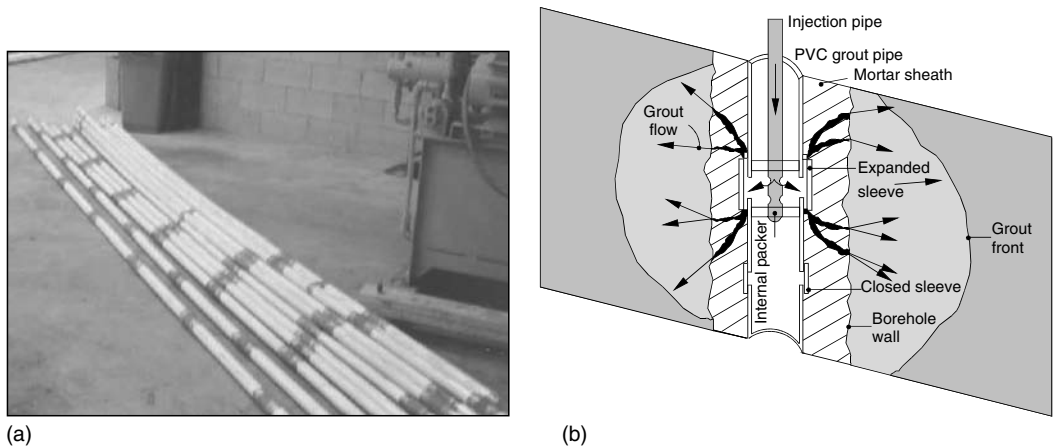 Injection pipe
PVC grout pipe
Mortar sheath
Grout
flow
Expanded
sleeve
Grout
front
Internal packer
Closed sleeve
Borehole
wall
(a)
(b)